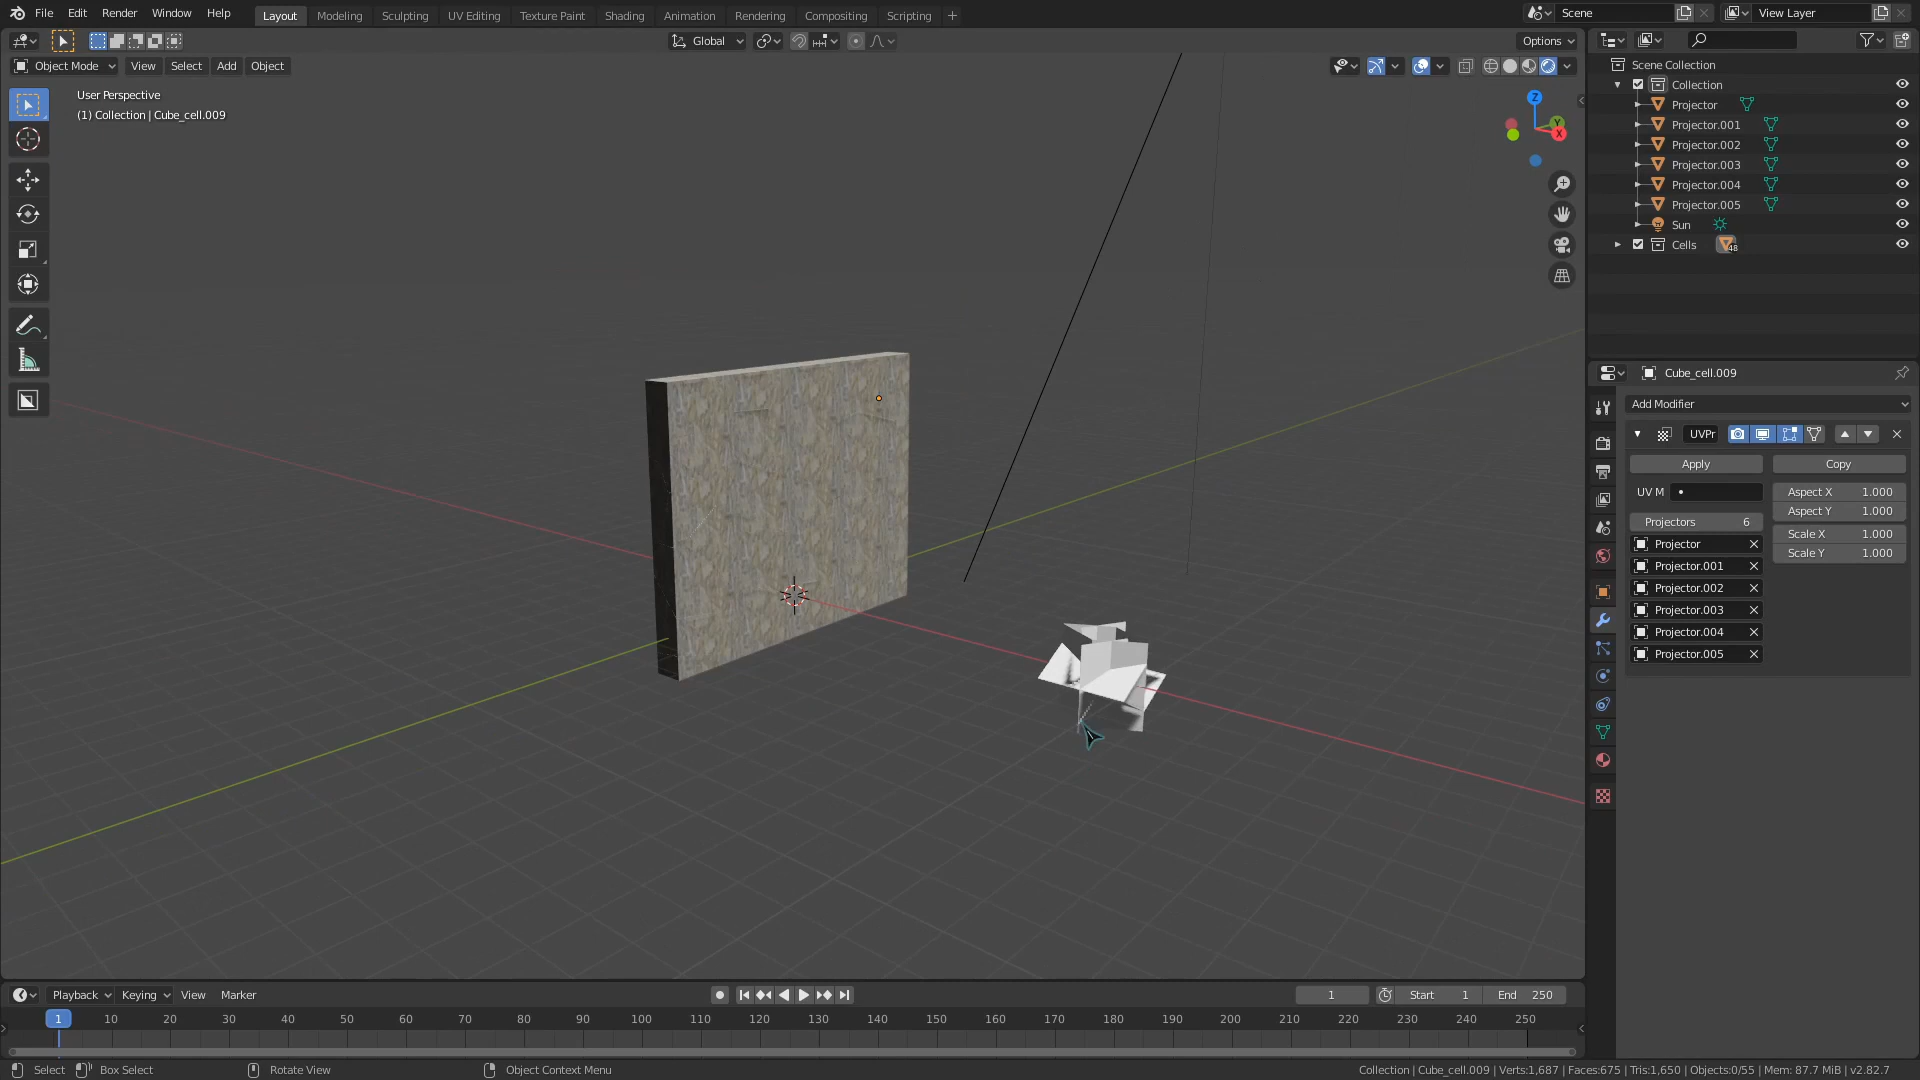 File Edit Render Window Help Layout Modeling Sculpting UV Editing Texture Paint Shading Animation Rendering Compositing Scripting Scene View Layer
Global Options
Object Mode View Select Add Object
User Perspective
(1) Collection | Cube_cell.009
Z
Y
X
Scene Collection
Collection
Projector
Projector.001
Projector.002
Projector.003
Projector.004
Projector.005
Sun
Cells 48
Cube_cell.009
Add Modifier
UVPr
Apply Copy
UV M Aspect X 1.000
Aspect Y 1.000
Projectors 6
Scale X 1.000
Projector
Scale Y 1.000
Projector.001
Projector.002
Projector.003
Projector.004
Projector.005
Playback Keying View Marker 1 Start 1 End 250
1 10 20 30 40 50 60 70 80 90 100 110 120 130 140 150 160 170 180 190 200 210 220 230 240 250
Select Box Select Rotate View Object Context Menu Collection | Cube_cell.009 | Verts:1,687 | Faces:675 | Tris:1,650 | Objects:0/55 | Mem: 87.7 MiB | v2.82.7